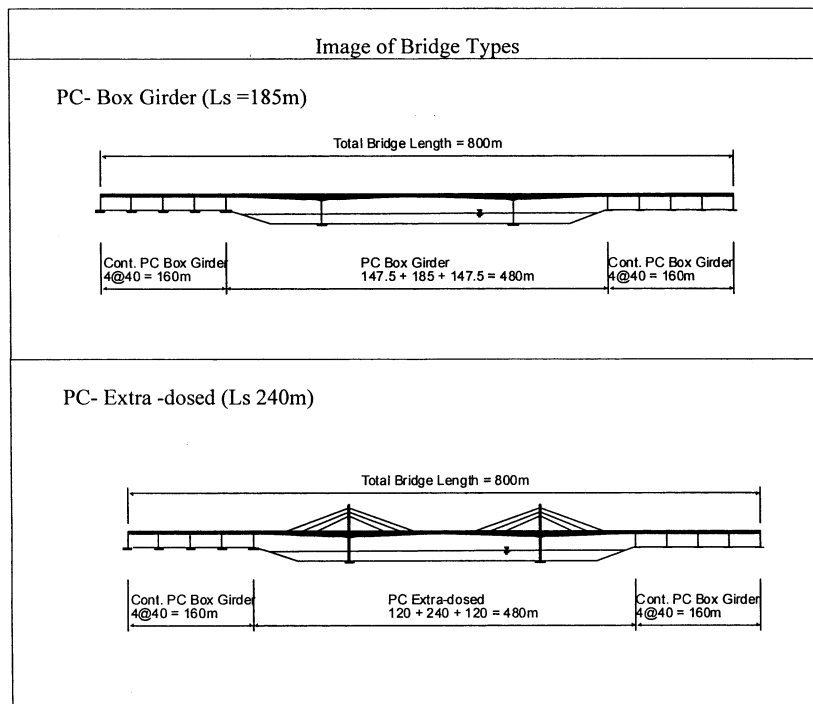 Image of Bridge Types
PC- Box Girder (Ls =185m)
Total Bridge Length = 800m
Cont. PC Box Girder
4@40 = 160m
PC Box Girder
147.5 + 185 + 147.5 = 480m
Cont. PC Box Girder
4@40 = 160m
PC- Extra -dosed (Ls 240m)
Total Bridge Length = 800m
Cont. PC Box Girder
4@40 = 160m
PC Extra-dosed
120 + 240 + 120 = 480m
Cont. PC Box Girder
4@40 = 160m